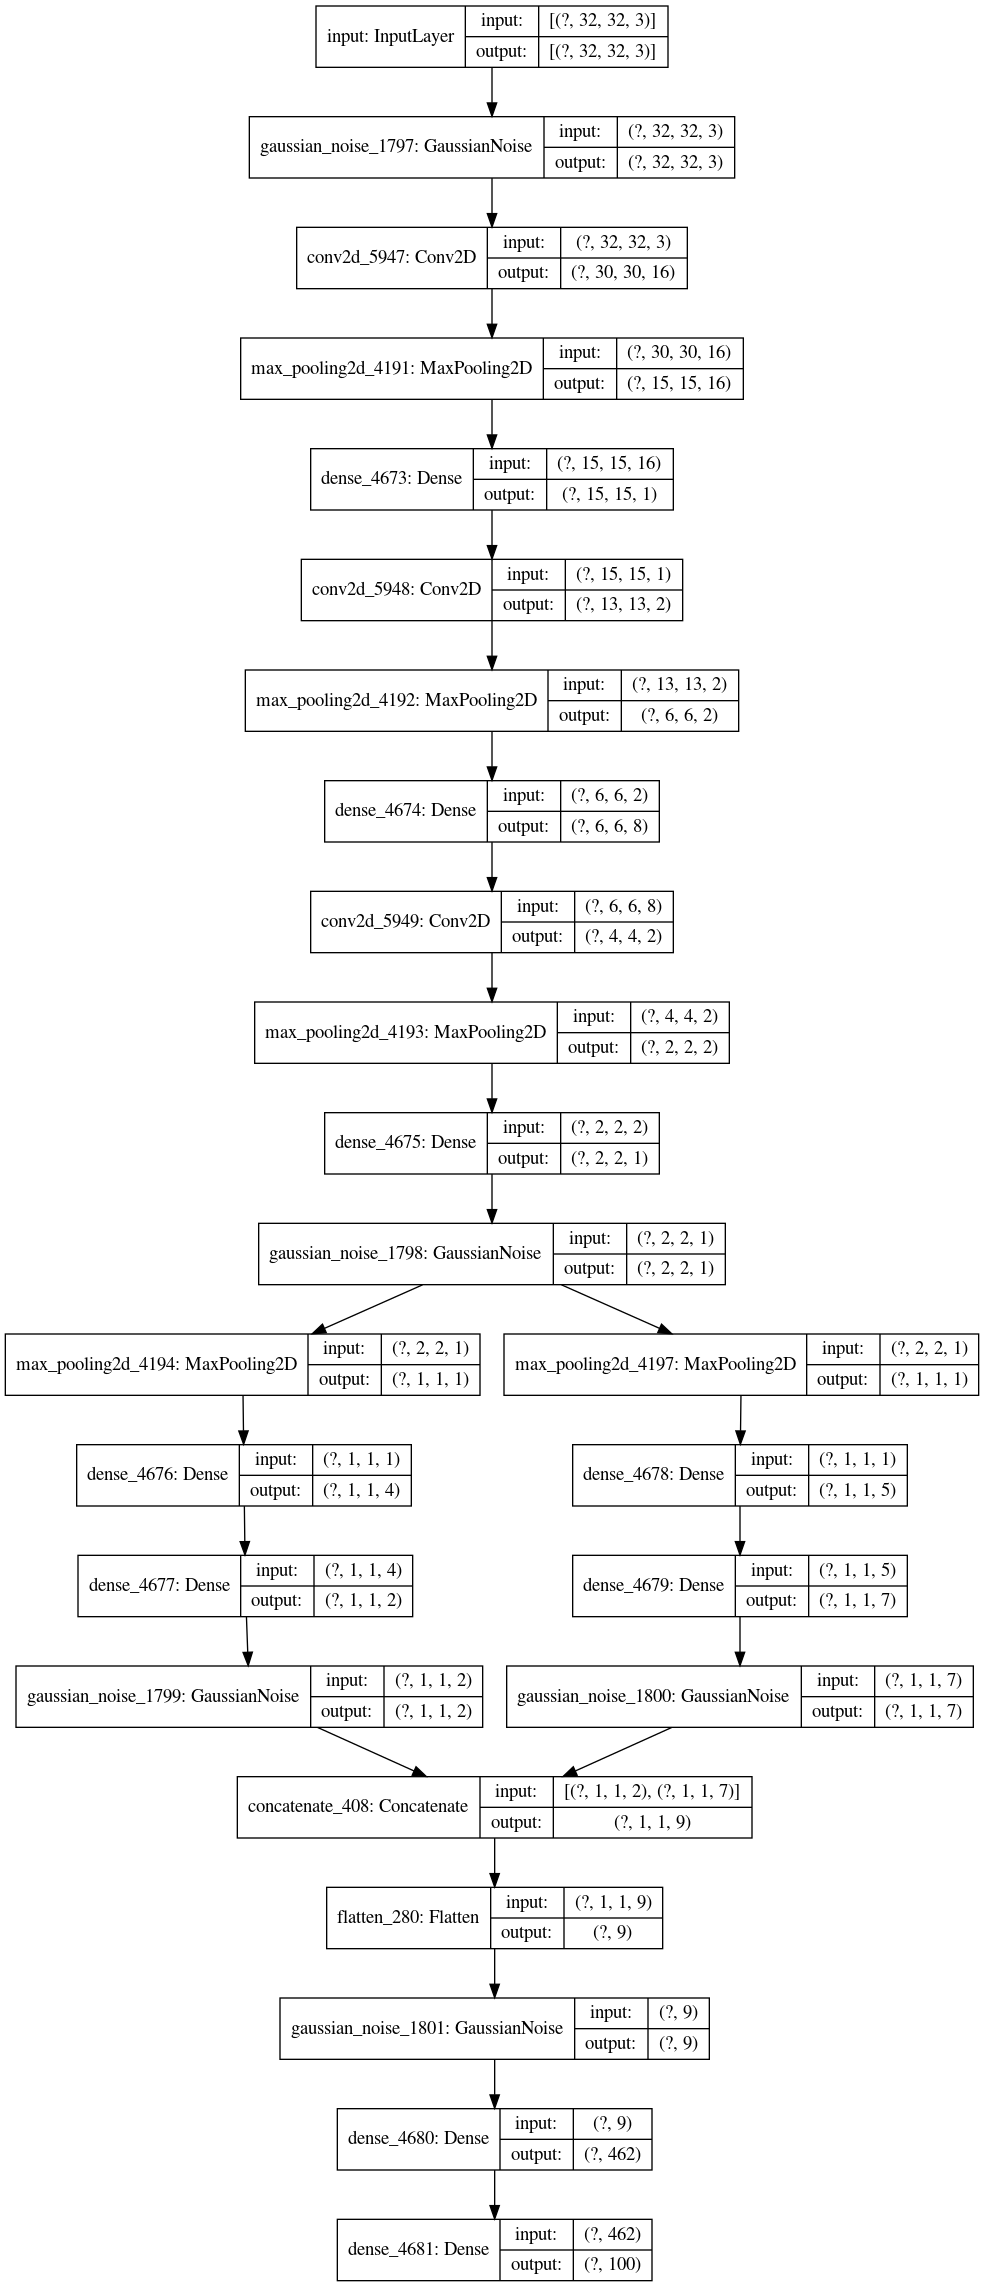 input: InputLayer
input: [(?, 32, 32, 3)]
output: [(?, 32, 32, 3)]
gaussian_noise_1797: GaussianNoise
input: (?, 32, 32, 3)
output: (?, 32, 32, 3)
conv2d_5947: Conv2D
input: (?, 32, 32, 3)
output: (?, 30, 30, 16)
max_pooling2d_4191: MaxPooling2D
input: (?, 30, 30, 16)
output: (?, 15, 15, 16)
dense_4673: Dense
input: (?, 15, 15, 16)
output: (?, 15, 15, 1)
conv2d_5948: Conv2D
input: (?, 15, 15, 1)
output: (?, 13, 13, 2)
max_pooling2d_4192: MaxPooling2D
input: (?, 13, 13, 2)
output: (?, 6, 6, 2)
dense_4674: Dense
input: (?, 6, 6, 2)
output: (?, 6, 6, 8)
conv2d_5949: Conv2D
input: (?, 6, 6, 8)
output: (?, 4, 4, 2)
max_pooling2d_4193: MaxPooling2D
input: (?, 4, 4, 2)
output: (?, 2, 2, 2)
dense_4675: Dense
input: (?, 2, 2, 2)
output: (?, 2, 2, 1)
gaussian_noise_1798: GaussianNoise
input: (?, 2, 2, 1)
output: (?, 2, 2, 1)
max_pooling2d_4194: MaxPooling2D
input: (?, 2, 2, 1)
output: (?, 1, 1, 1)
max_pooling2d_4197: MaxPooling2D
input: (?, 2, 2, 1)
output: (?, 1, 1, 1)
dense_4676: Dense
input: (?, 1, 1, 1)
output: (?, 1, 1, 4)
dense_4678: Dense
input: (?, 1, 1, 1)
output: (?, 1, 1, 5)
dense_4677: Dense
input: (?, 1, 1, 4)
output: (?, 1, 1, 2)
dense_4679: Dense
input: (?, 1, 1, 5)
output: (?, 1, 1, 7)
gaussian_noise_1799: GaussianNoise
input: (?, 1, 1, 2)
output: (?, 1, 1, 2)
gaussian_noise_1800: GaussianNoise
input: (?, 1, 1, 7)
output: (?, 1, 1, 7)
concatenate_408: Concatenate
input: [(?, 1, 1, 2), (?, 1, 1, 7)]
output: (?, 1, 1, 9)
flatten_280: Flatten
input: (?, 1, 1, 9)
output: (?, 9)
gaussian_noise_1801: GaussianNoise
input: (?, 9)
output: (?, 9)
dense_4680: Dense
input: (?, 9)
output: (?, 462)
dense_4681: Dense
input: (?, 462)
output: (?, 100)